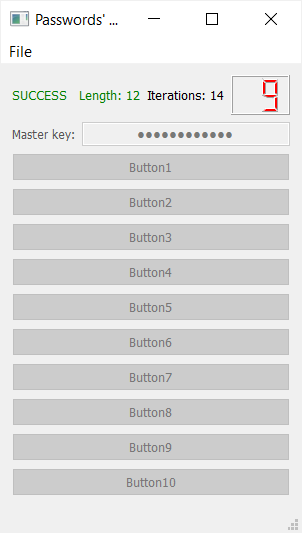 Passwords' ...
File
SUCCESS Length: 12 Iterations: 14 9
Master key: ●●●●●●●●●●●●
Button1
Button2
Button3
Button4
Button5
Button6
Button7
Button8
Button9
Button10